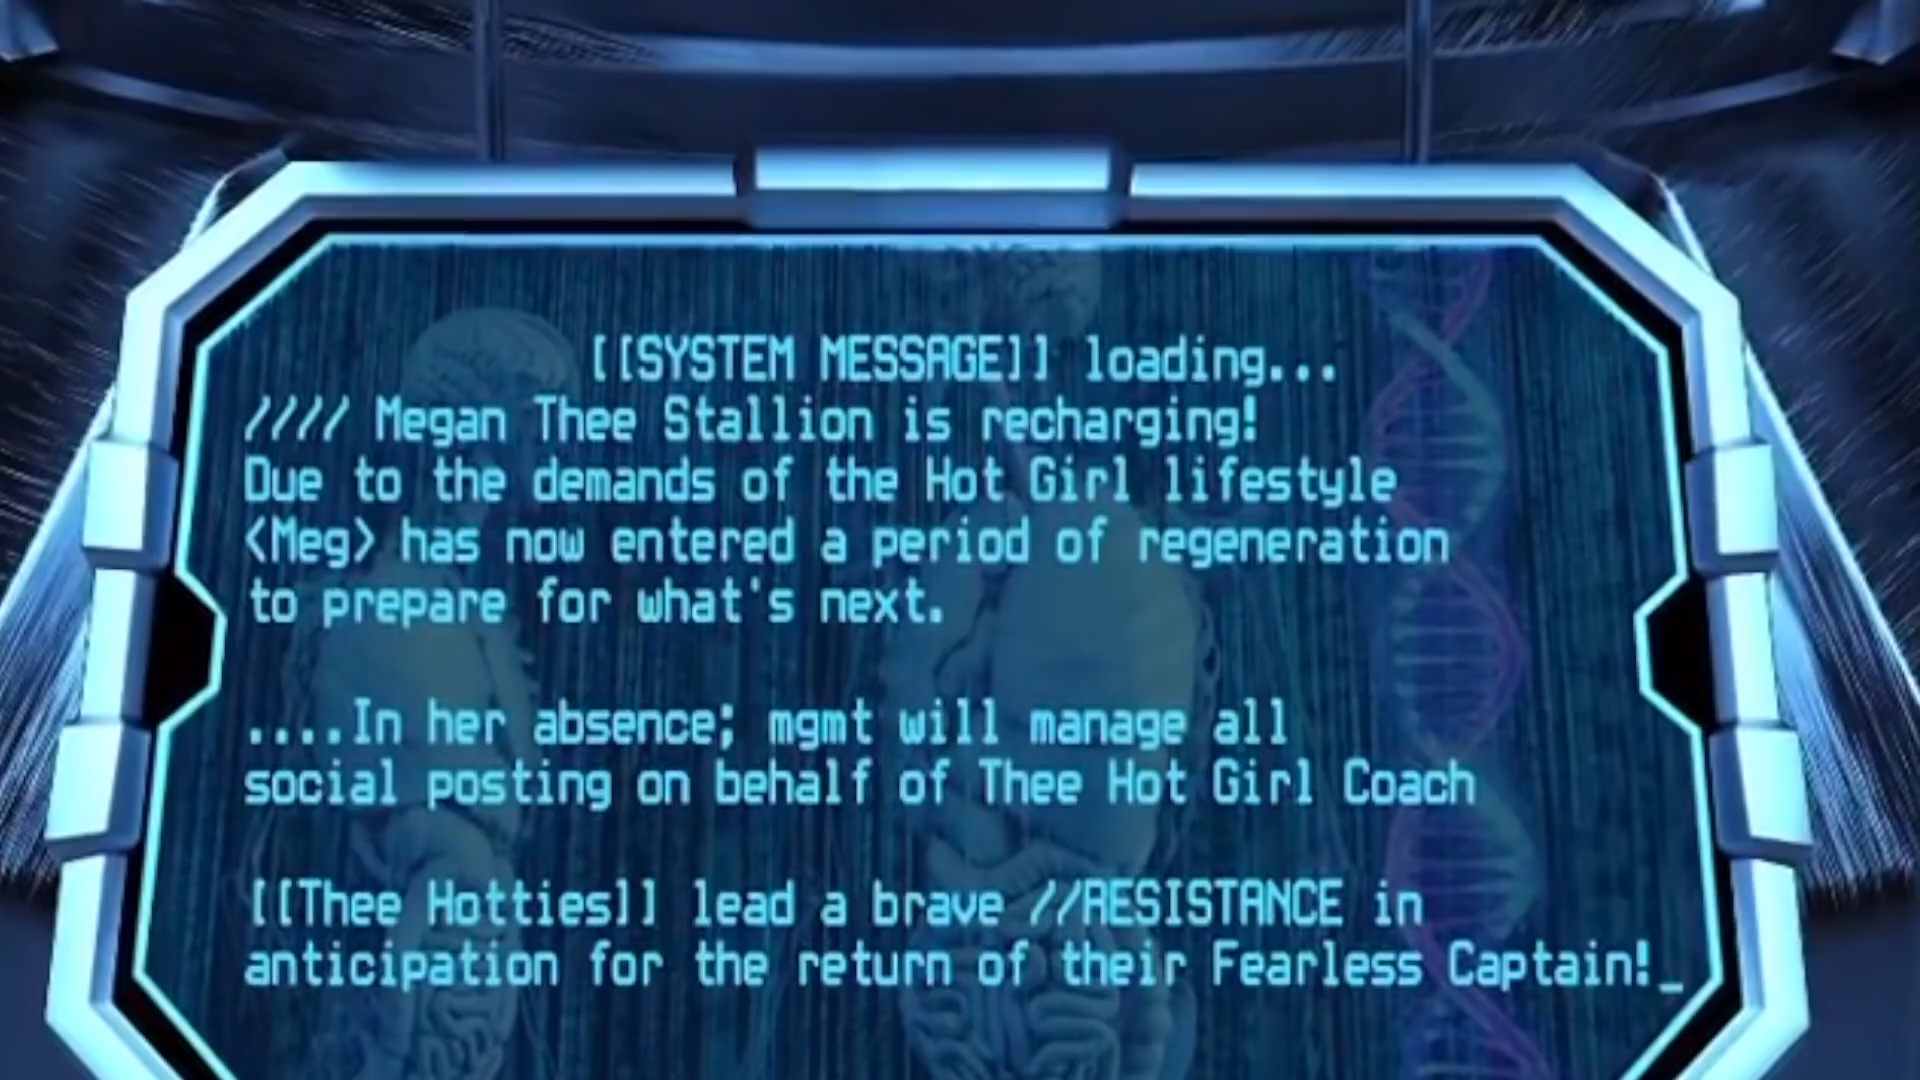 [[SYSTEM MESSAGE]] loading...
//// Megan Thee Stallion is recharging!
Due to the demands of the Hot Girl lifestyle
<Meg> has now entered a period of regeneration
to prepare for what's next.
....In her absence; mgmt will manage all
social posting on behalf of Thee Hot Girl Coach
[[Thee Hotties]] lead a brave //RESISTANCE in
anticipation for the return of their Fearless Captain!_